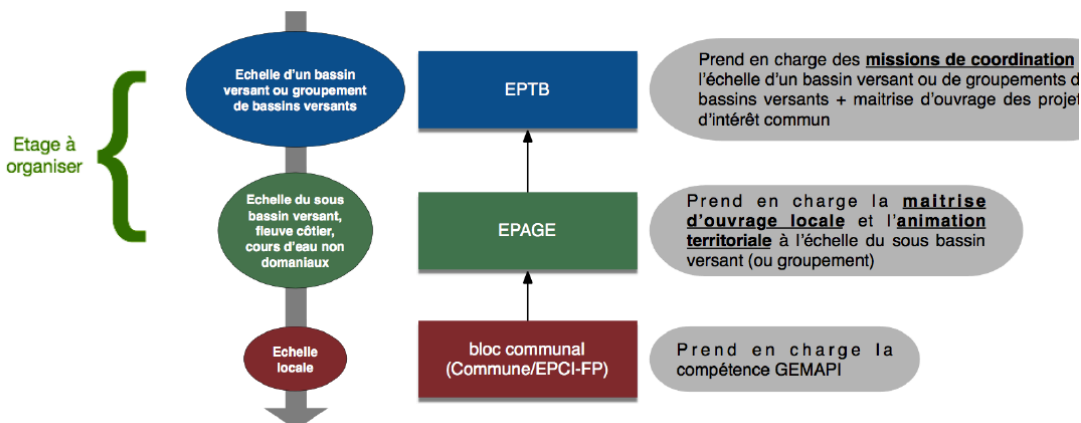 Etage à
organiser
Echelle d'un bassin
versant ou groupement
de bassins versants
EPTB
Prend en charge des missions de coordination
l'échelle d'un bassin versant ou de groupements d
bassins versants + maitrise d'ouvrage des projet
d'intérêt commun
Echelle du sous
bassin versant,
fleuve côtier,
cours d'eau non
domaniaux
EPAGE
Prend en charge la maitrise
d'ouvrage locale et l'animation
territoriale à l'échelle du sous bassin
versant (ou groupement)
Echelle
locale
bloc communal
(Commune/EPCI-FP)
Prend en charge la
compétence GEMAPI